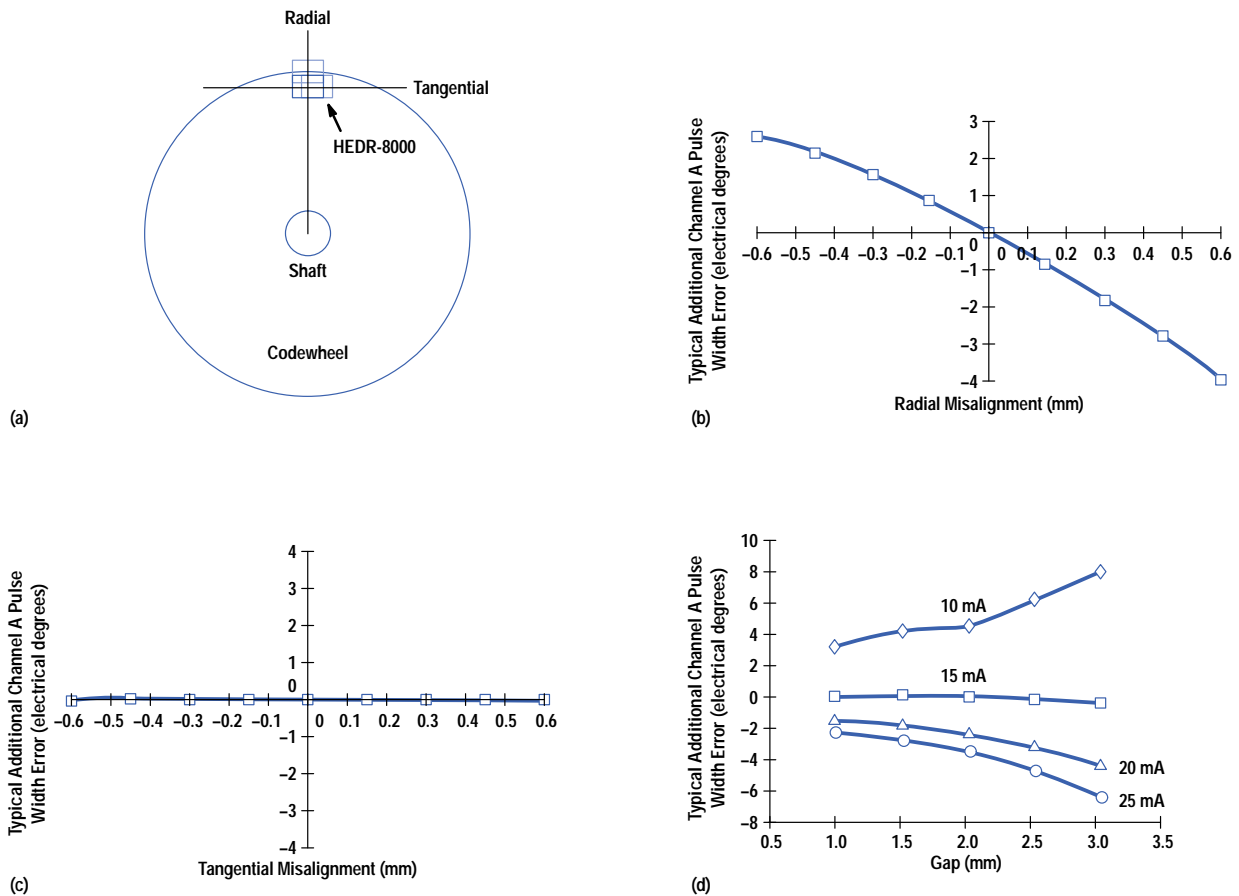 Radial
Tangential
HEDR-8000
Shaft
Codewheel
(a)
Typical Additional Channel A Pulse
Width Error (electrical degrees)
3
2
1
0
–0.6 –0.5 –0.4 –0.3 –0.2 –0.1 0 0.1 0.2 0.3 0.4 0.5 0.6
–1
–2
–3
–4
Radial Misalignment (mm)
(b)
Typical Additional Channel A Pulse
Width Error (electrical degrees)
4
3
2
1
0
–0.6 –0.5 –0.4 –0.3 –0.2 –0.1 0 0.1 0.2 0.3 0.4 0.5 0.6
–1
–2
–3
–4
Tangential Misalignment (mm)
(c)
Typical Additional Channel A Pulse
Width Error (electrical degrees)
10
8
6
4
2
0
–2
–4
–6
–8
10 mA
15 mA
20 mA
25 mA
0.5 1.0 1.5 2.0 2.5 3.0 3.5
Gap (mm)
(d)